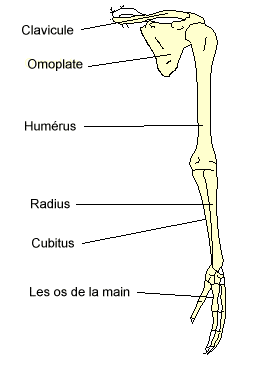 Clavicule
Omoplate
Humérus
Radius
Cubitus
Les os de la main